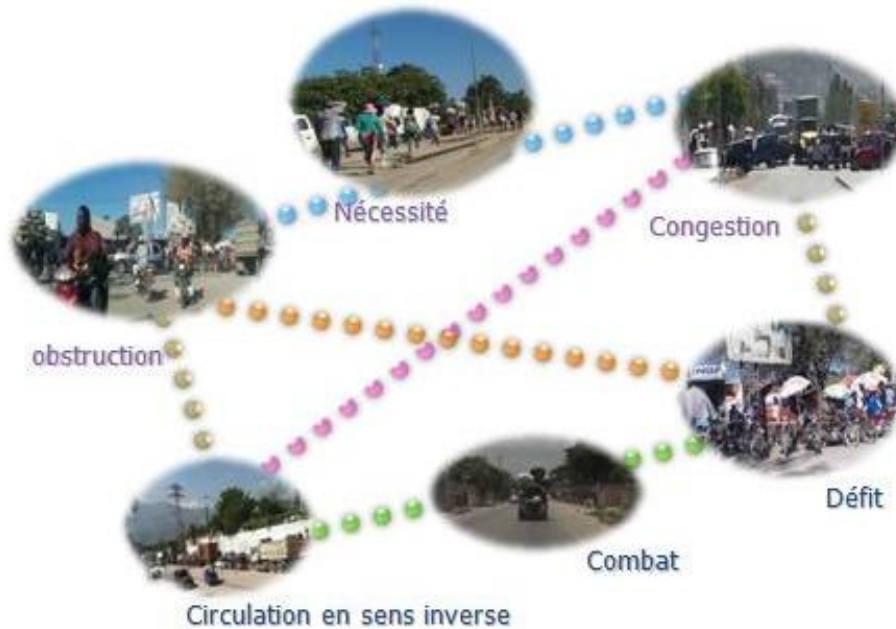 Nécessité
Congestion
obstruction
Défit
Combat
Circulation en sens inverse